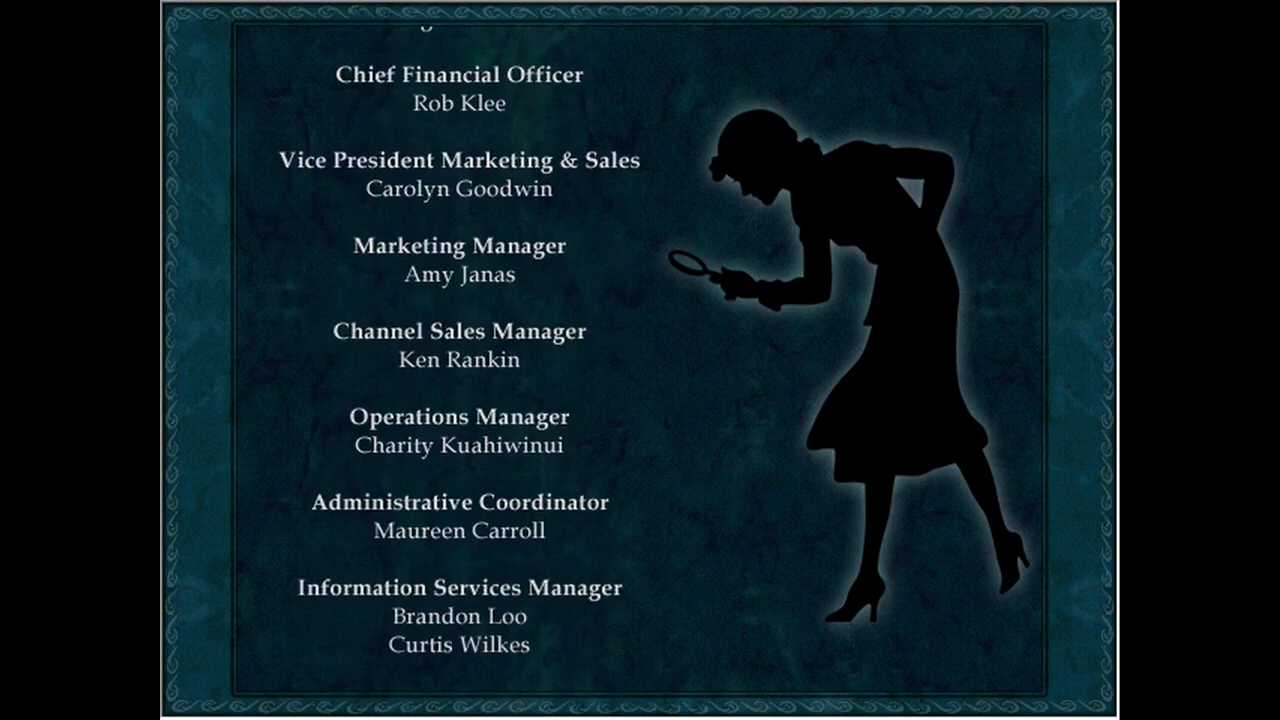 Chief Financial Officer
Rob Klee
Vice President Marketing & Sales
Carolyn Goodwin
Marketing Manager
Amy Janas
Channel Sales Manager
Ken Rankin
Operations Manager
Charity Kuahiwinui
Administrative Coordinator
Maureen Carroll
Information Services Manager
Brandon Loo
Curtis Wilkes